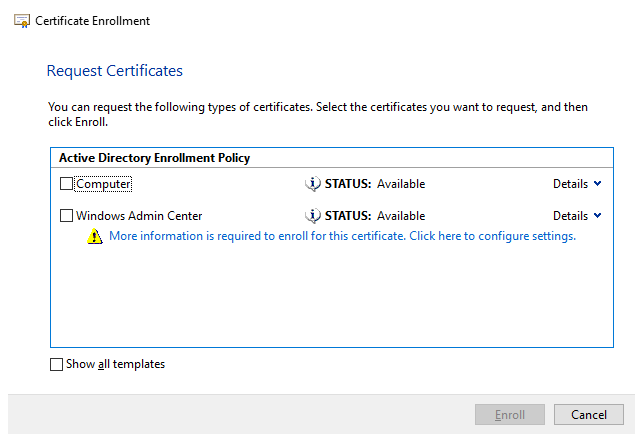 Certificate Enrollment
Request Certificates
You can request the following types of certificates. Select the certificates you want to request, and then
click Enroll.
Active Directory Enrollment Policy
Computer STATUS: Available Details
Windows Admin Center STATUS: Available Details
More information is required to enroll for this certificate. Click here to configure settings.
Show all templates
Enroll Cancel